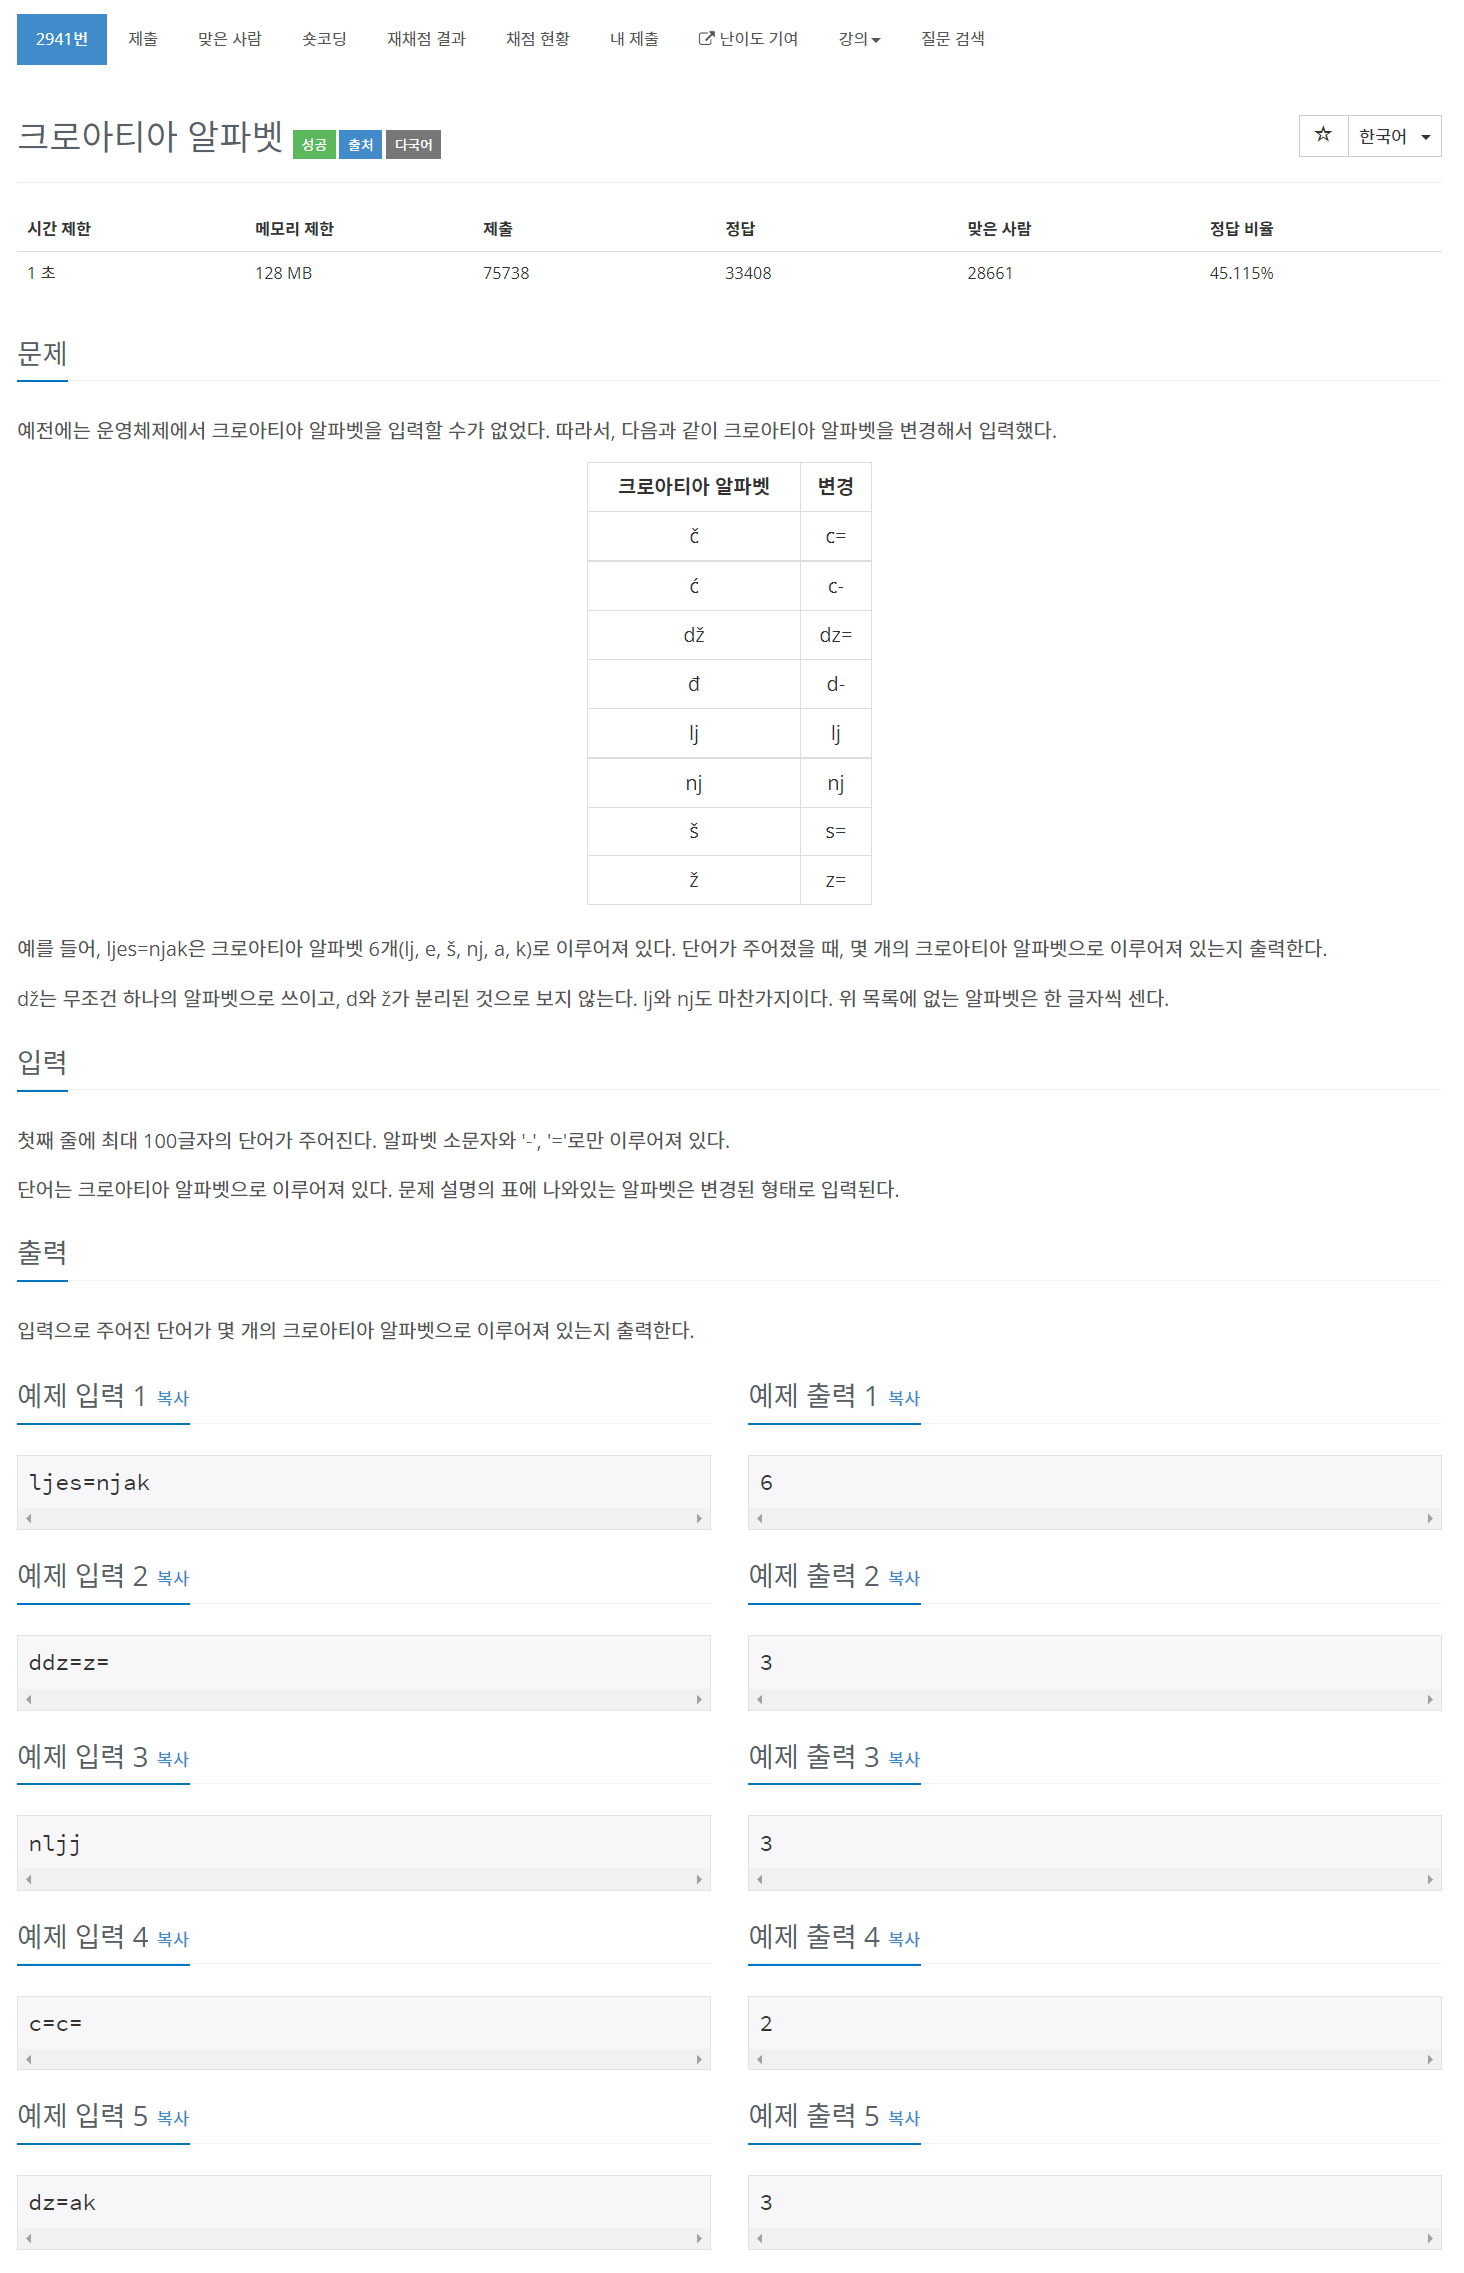 2941번 제출 맞은 사람 숏코딩 재채점 결과 채점 현황 내 제출 난이도 기여 강의 질문 검색
크로아티아 알파벳 성공 출처 다국어 ☆ 한국어
시간 제한 메모리 제한 제출 정답 맞은 사람 정답 비율
1 초 128 MB 75738 33408 28661 45.115%
문제
예전에는 운영체제에서 크로아티아 알파벳을 입력할 수가 없었다. 따라서, 다음과 같이 크로아티아 알파벳을 변경해서 입력했다.
크로아티아 알파벳 변경
č c=
ć c-
dž dz=
đ d-
lj lj
nj nj
š s=
ž z=
예를 들어, ljes=njak은 크로아티아 알파벳 6개(lj, e, š, nj, a, k)로 이루어져 있다. 단어가 주어졌을 때, 몇 개의 크로아티아 알파벳으로 이루어져 있는지 출력한다.
dž는 무조건 하나의 알파벳으로 쓰이고, d와 ž가 분리된 것으로 보지 않는다. lj와 nj도 마찬가지이다. 위 목록에 없는 알파벳은 한 글자씩 센다.
입력
첫째 줄에 최대 100글자의 단어가 주어진다. 알파벳 소문자와 '-', '='로만 이루어져 있다.
단어는 크로아티아 알파벳으로 이루어져 있다. 문제 설명의 표에 나와있는 알파벳은 변경된 형태로 입력된다.
출력
입력으로 주어진 단어가 몇 개의 크로아티아 알파벳으로 이루어져 있는지 출력한다.
예제 입력 1 복사 예제 출력 1 복사
ljes=njak 6
예제 입력 2 복사 예제 출력 2 복사
ddz=z= 3
예제 입력 3 복사 예제 출력 3 복사
nljj 3
예제 입력 4 복사 예제 출력 4 복사
c=c= 2
예제 입력 5 복사 예제 출력 5 복사
dz=ak 3